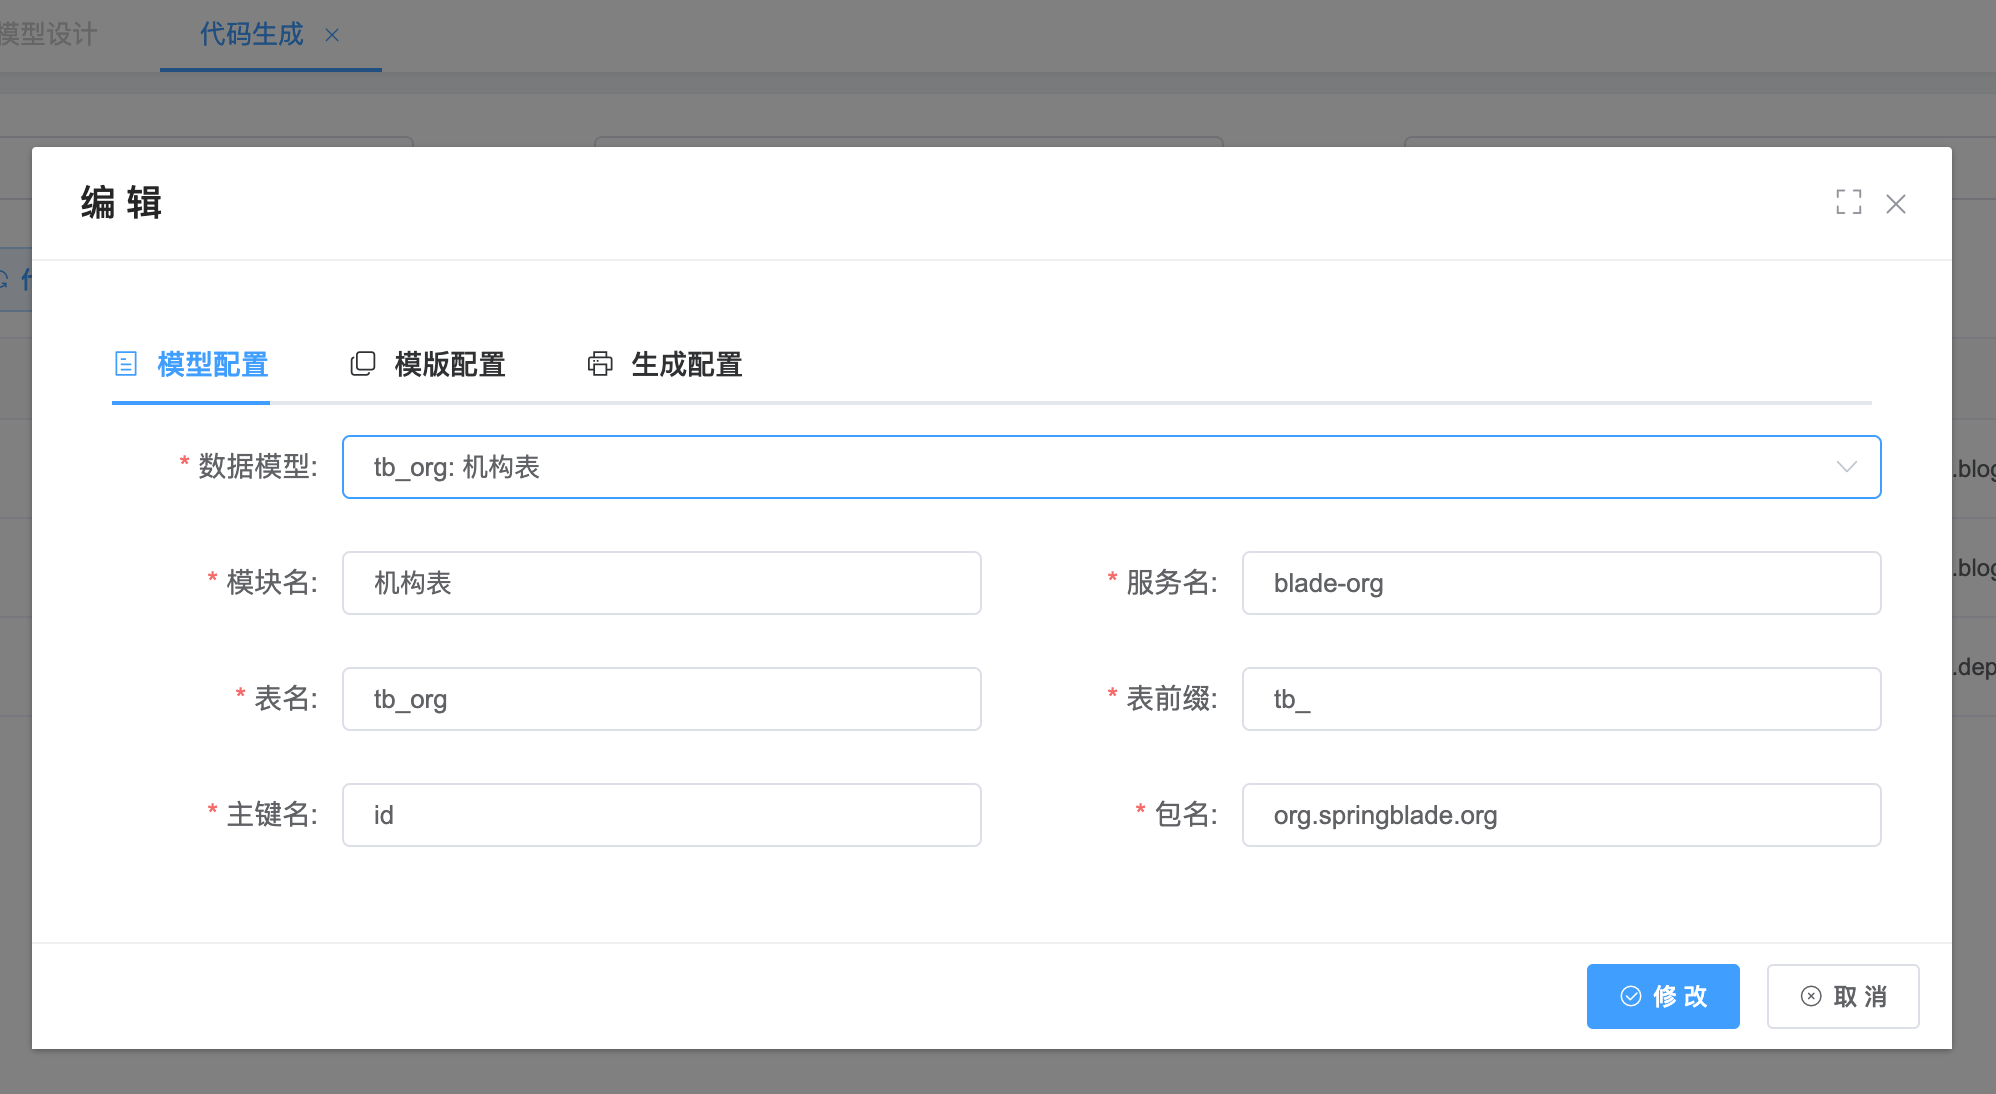 模型设计 代码生成
编 辑
模型配置 模版配置 生成配置
* 数据模型: tb_org: 机构表
* 模块名: 机构表 * 服务名: blade-org
* 表名: tb_org * 表前缀: tb_
* 主键名: id * 包名: org.springblade.org
修 改 取 消
.blog
.blog
.dep